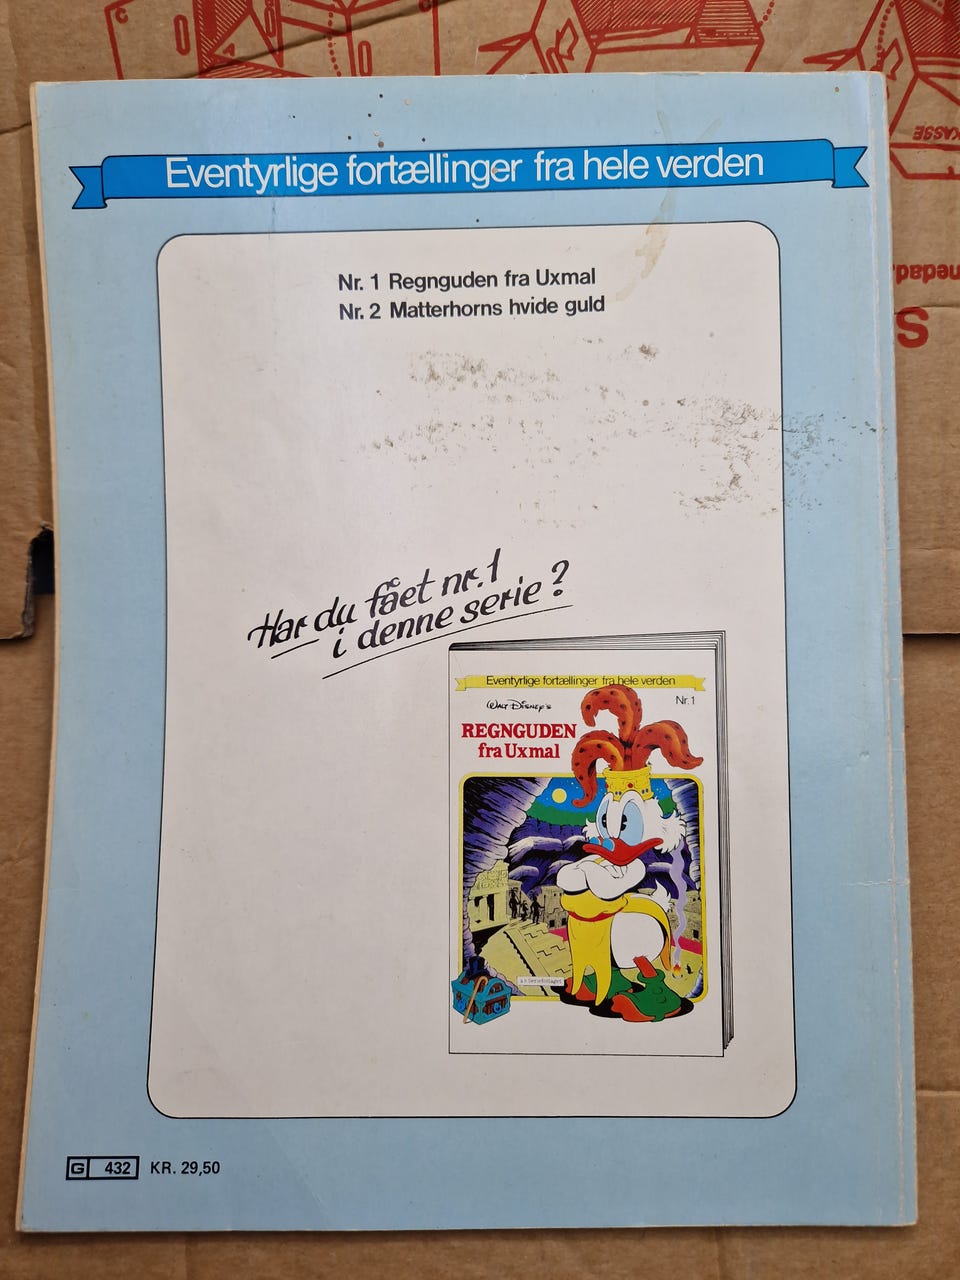 Eventyrlige fortællinger fra hele verden
Nr. 1 Regnguden fra Uxmal
Nr. 2 Matterhorns hvide guld
Har du fået nr. 1
i denne serie?
Eventyrlige fortællinger fra hele verden
Walt Disney's
Nr. 1
REGNGUDEN
fra Uxmal
G 432 KR. 29,50
KASSE
nedad.
S